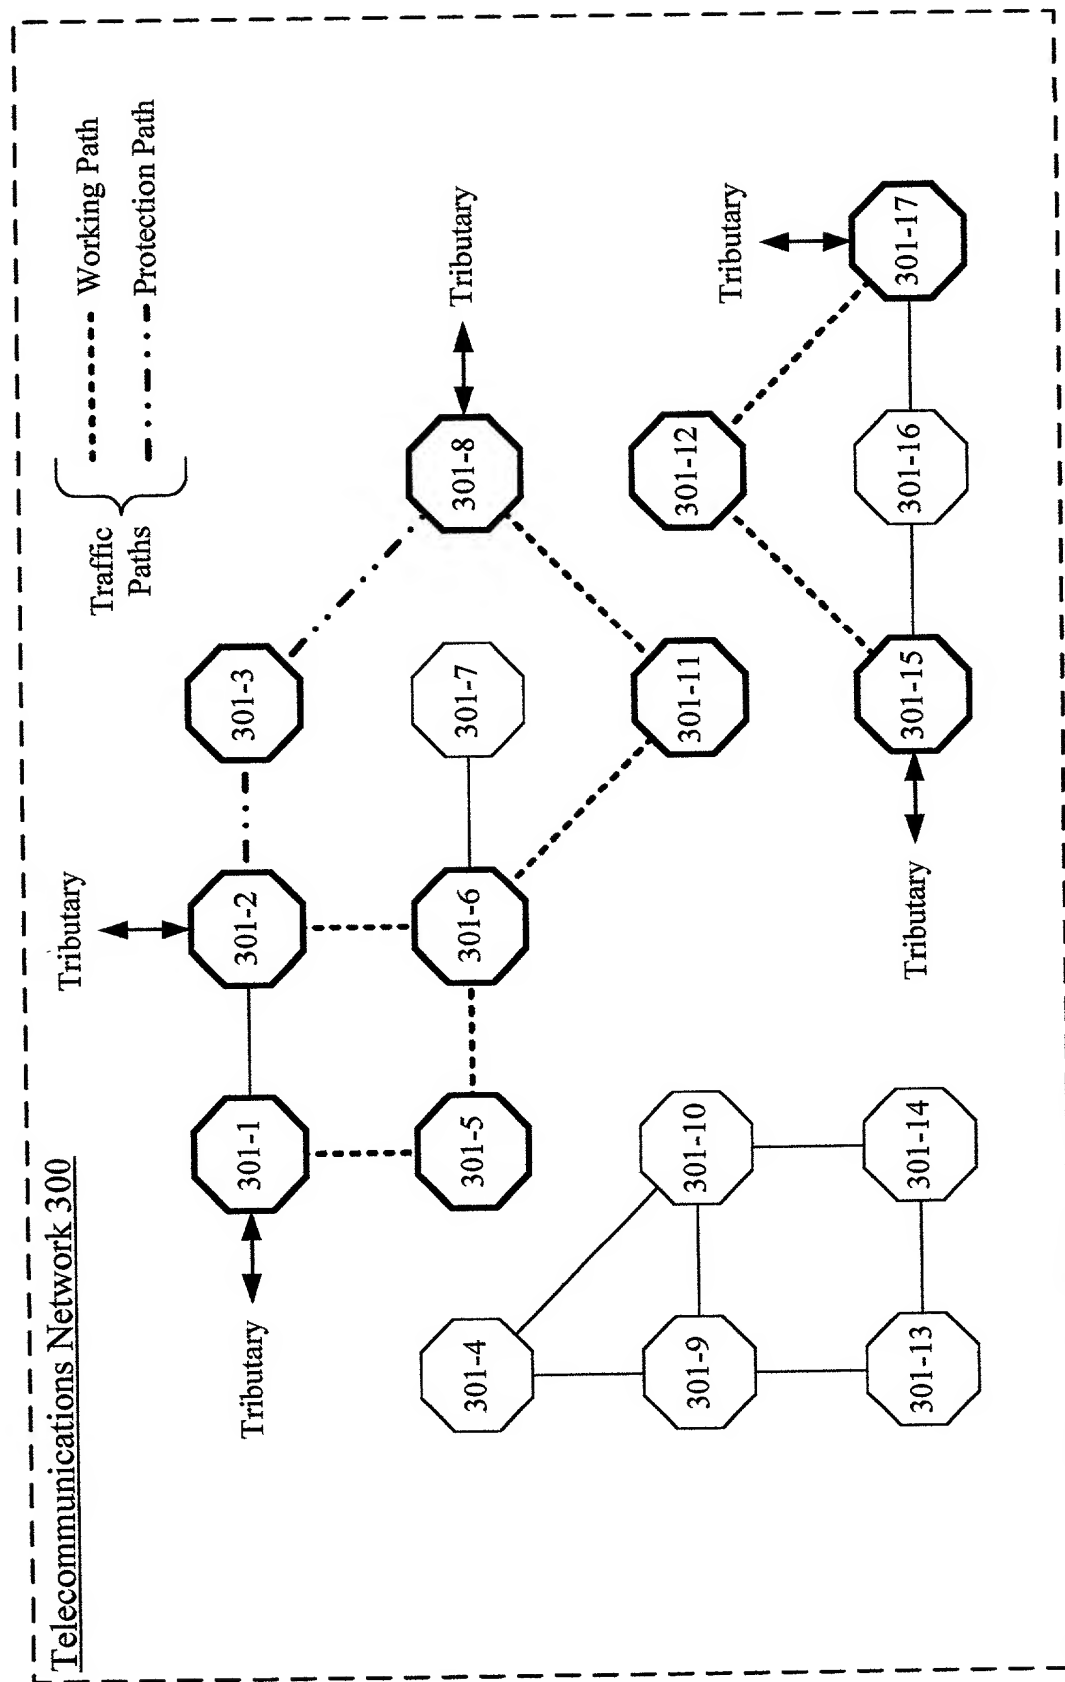 Telecommunications Network 300
Traffic
Paths
Working Path
Protection Path
Tributary
Tributary
301-1
301-2
301-3
Tributary
301-4
301-5
301-6
301-7
301-8
Tributary
301-9
301-10
301-11
301-12
Tributary
301-13
301-14
Tributary
301-15
301-16
301-17